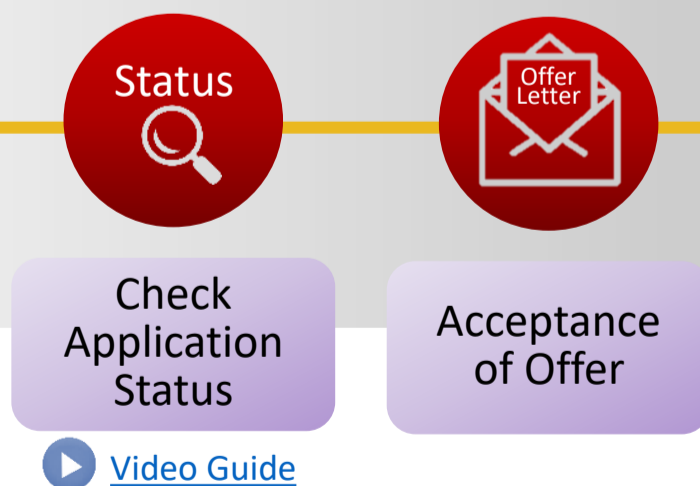 Status
Offer
Letter
Check
Application
Status
Acceptance
of Offer
Video Guide